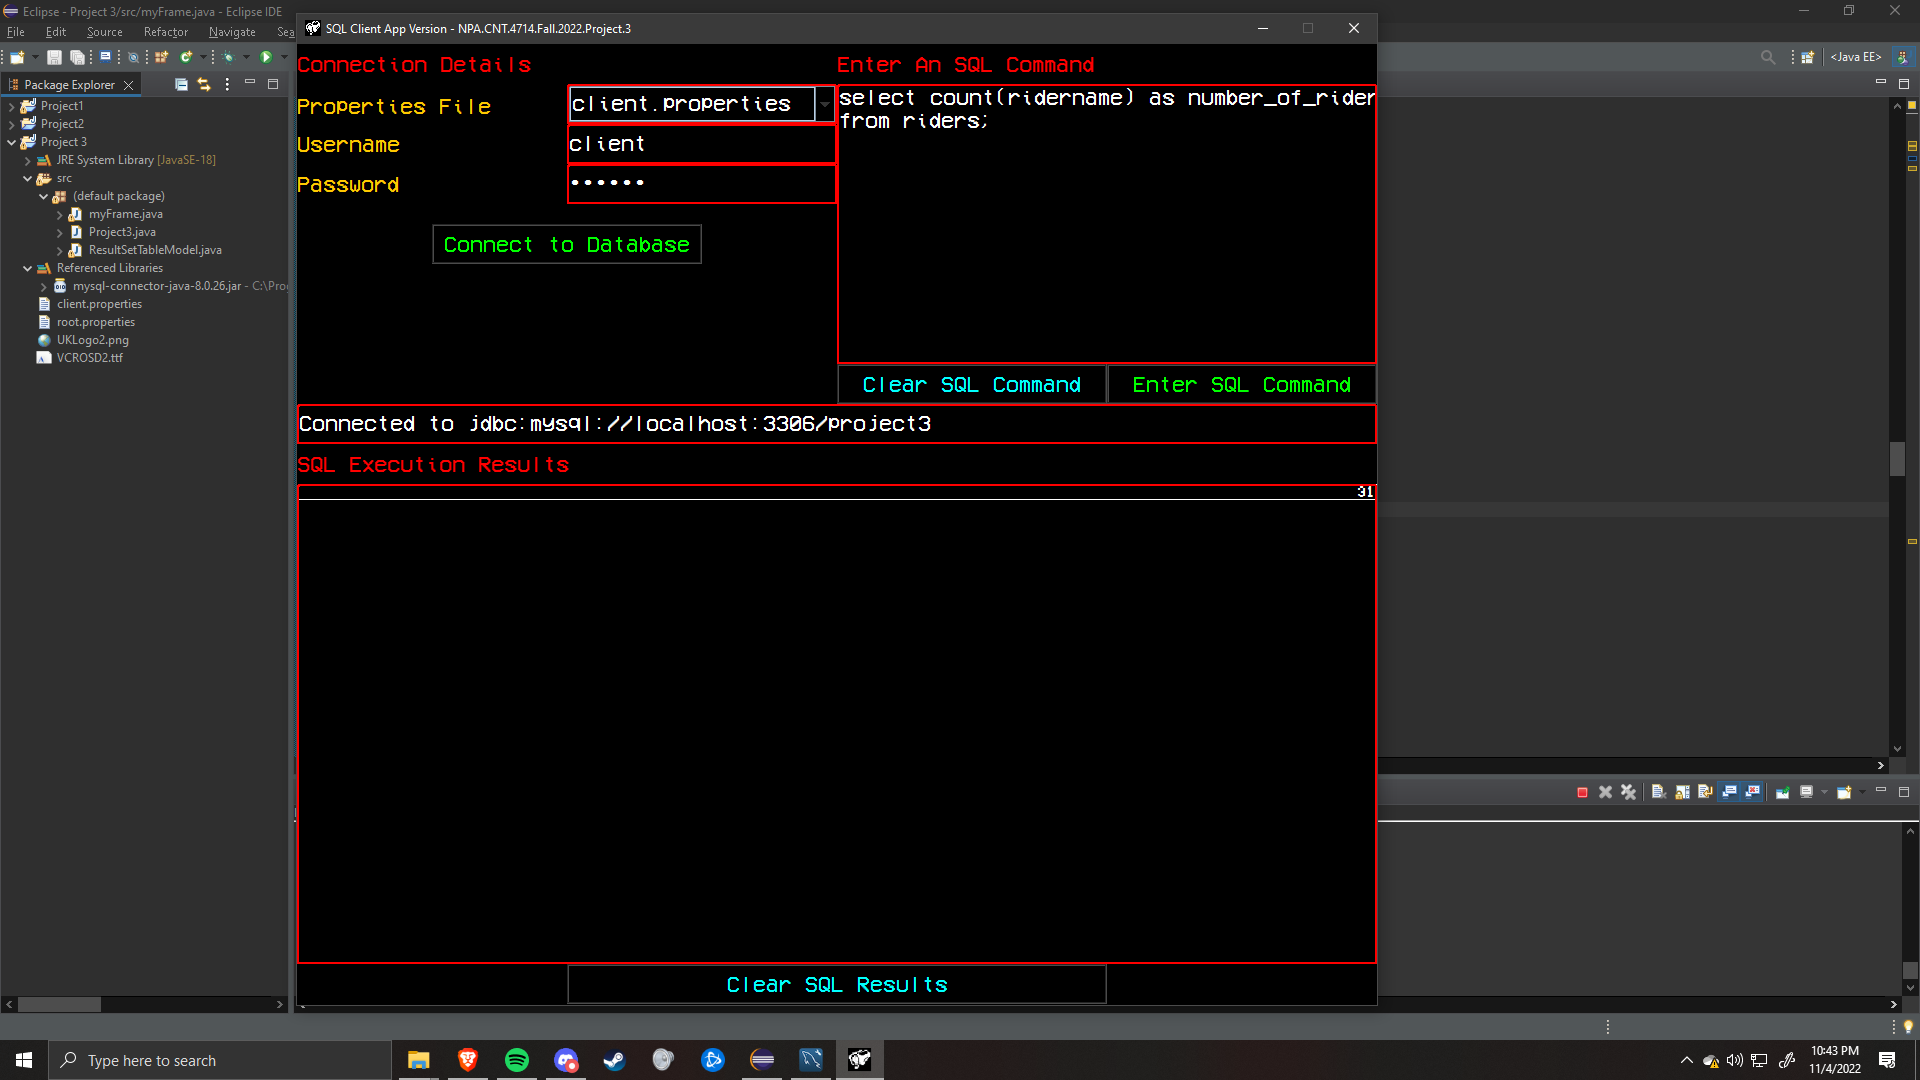 Eclipse - Project 3/src/myFrame.java - Eclipse IDE
File Edit Source Refactor Navigate Sea
<Java EE>
Package Explorer
Project1
Project2
Project 3
JRE System Library [JavaSE-18]
src
(default package)
myFrame.java
Project3.java
ResultSetTableModel.java
Referenced Libraries
mysql-connector-java-8.0.26.jar - C:\Pro
client.properties
root.properties
UKLogo2.png
VCROSD2.ttf
SQL Client App Version - NPA.CNT.4714.Fall.2022.Project.3
Connection Details
Properties File
client.properties
Username
client
Password
••••••
Connect to Database
Enter An SQL Command
select count(ridername) as number_of_rider
from riders;
Clear SQL Command
Enter SQL Command
Connected to jdbc:mysql://localhost:3306/project3
SQL Execution Results
31
Clear SQL Results
Type here to search
10:43 PM
11/4/2022